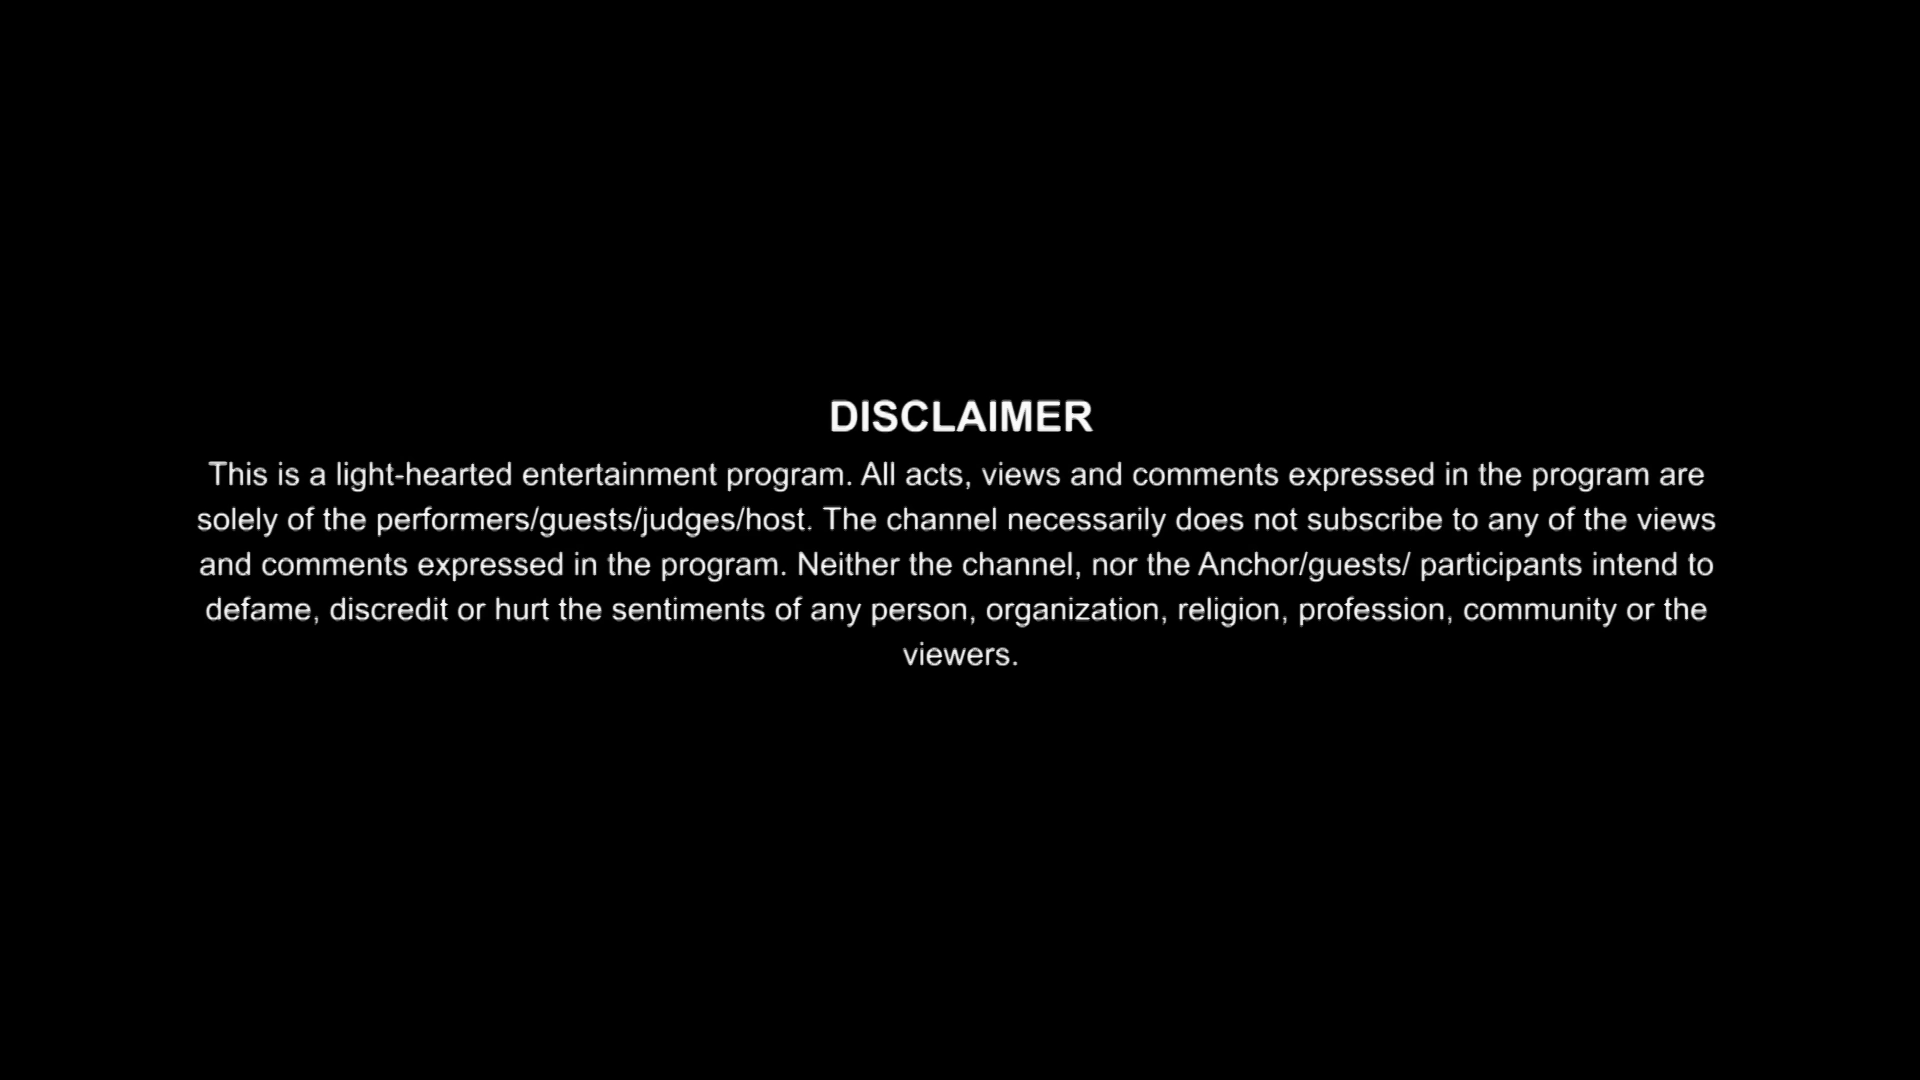 DISCLAIMER
This is a light-hearted entertainment program. All acts, views and comments expressed in the program are
solely of the performers/guests/judges/host. The channel necessarily does not subscribe to any of the views
and comments expressed in the program. Neither the channel, nor the Anchor/guests/ participants intend to
defame, discredit or hurt the sentiments of any person, organization, religion, profession, community or the
viewers.